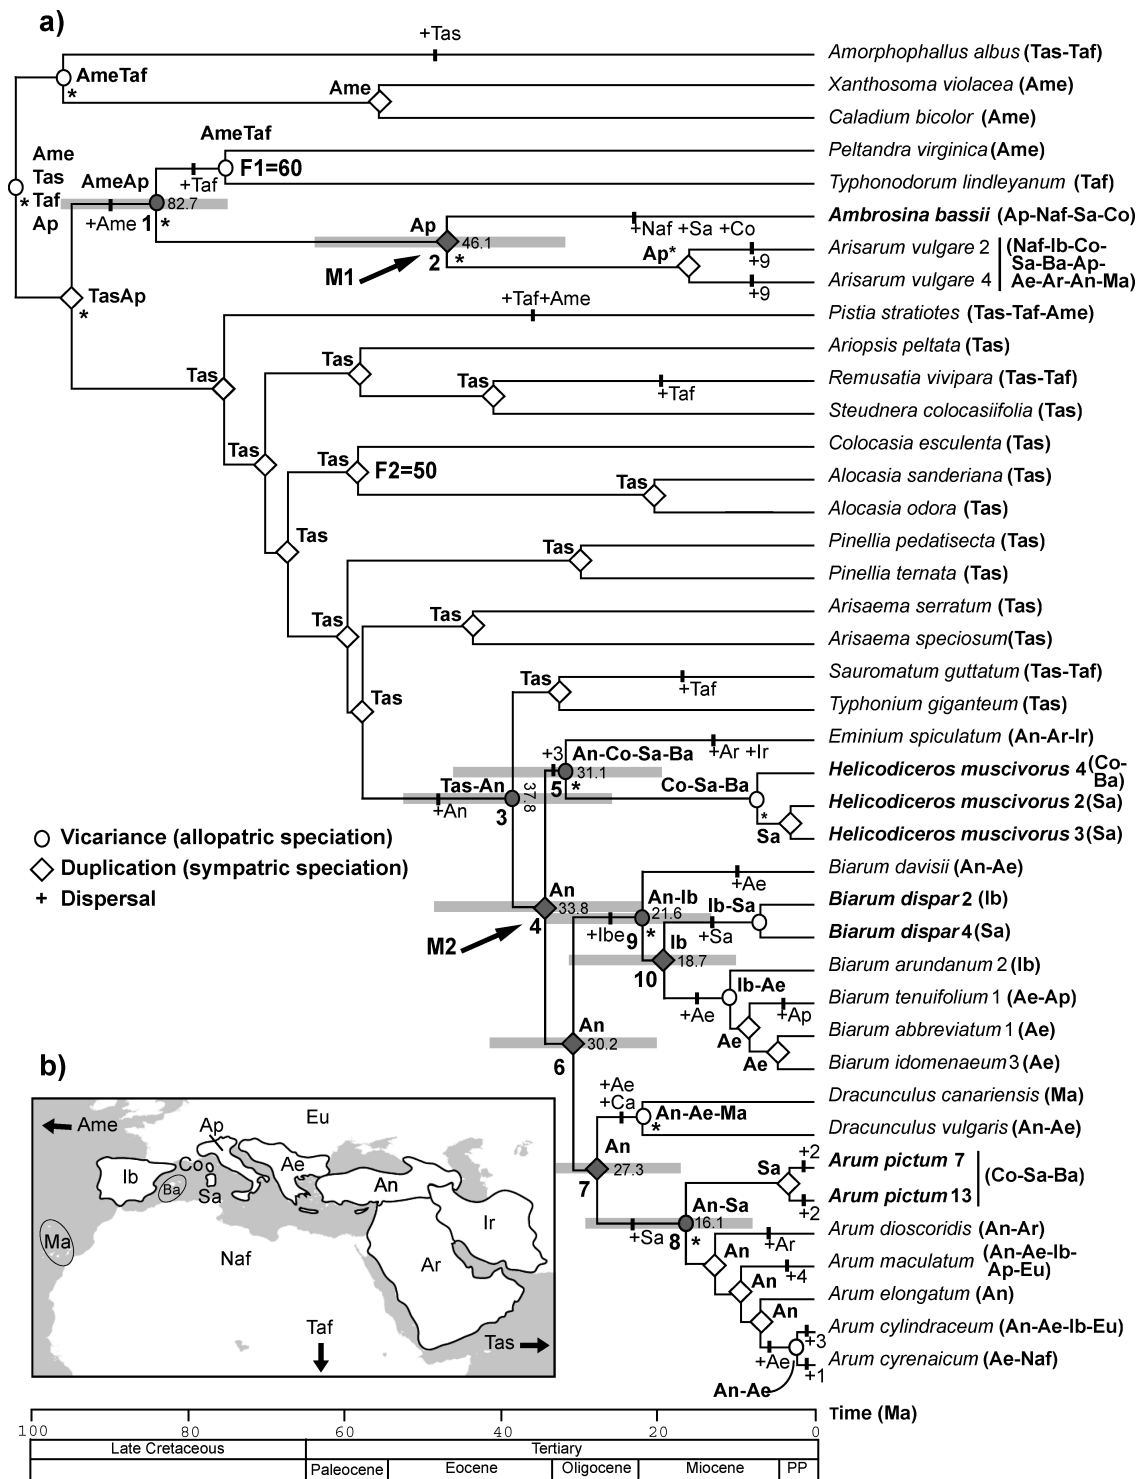 a)
+Tas
Amorphophallus albus (Tas-Taf)
AmeTaf
*
Ame
Xanthosoma violacea (Ame)
Caladium bicolor (Ame)
AmeTaf
Peltandra virginica (Ame)
F1=60
+Taf
Typhonodorum lindleyanum (Taf)
Ame
Tas
* Taf
Ap
AmeAp
82.7
+Ame 1 *
Ap
46.1
2 *
M1
+Naf +Sa +Co
Ambrosina bassii (Ap-Naf-Sa-Co)
Ap*
+9
Arisarum vulgare 2
+9
Arisarum vulgare 4
(Naf-Ib-Co-
Sa-Ba-Ap-
Ae-Ar-An-Ma)
TasAp
*
+Taf+Ame
Pistia stratiotes (Tas-Taf-Ame)
Tas
Tas
Ariopsis peltata (Tas)
Tas
+Taf
Remusatia vivipara (Tas-Taf)
Steudnera colocasiifolia (Tas)
Tas
Tas
F2=50
Colocasia esculenta (Tas)
Tas
Alocasia sanderiana (Tas)
Alocasia odora (Tas)
Tas
Tas
Pinellia pedatisecta (Tas)
Pinellia ternata (Tas)
Tas
Tas
Arisaema serratum (Tas)
Arisaema speciosum (Tas)
Tas
Tas
+Taf
Sauromatum guttatum (Tas-Taf)
Typhonium giganteum (Tas)
+3
An-Co-Sa-Ba
31.1
5 *
+Ar +Ir
Eminium spiculatum (An-Ar-Ir)
Tas-An
37.8
+An
3
Co-Sa-Ba
*
Sa
Helicodiceros muscivorus 4 (Co-
Ba)
Helicodiceros muscivorus 2 (Sa)
Helicodiceros muscivorus 3 (Sa)
Vicariance (allopatric speciation)
Duplication (sympatric speciation)
+ Dispersal
An
33.8
4
M2
An-Ib
21.6
+Ibe
9 *
+Ae
Biarum davisii (An-Ae)
Ib-Sa
+Sa
Biarum dispar 2 (Ib)
Biarum dispar 4 (Sa)
Ib
18.7
10
+Ae
Ib-Ae
Biarum arundanum 2 (Ib)
+Ap
Biarum tenuifolium 1 (Ae-Ap)
Ae
Biarum abbreviatum 1 (Ae)
Ae
Biarum idomenaeum 3 (Ae)
An
30.2
6
+Ae
+Ca
An-Ae-Ma
*
Dracunculus canariensis (Ma)
Dracunculus vulgaris (An-Ae)
An
27.3
7
Sa
+2
Arum pictum 7
+2
Arum pictum 13
(Co-Sa-Ba)
An-Sa
16.1
+Sa
8 *
An
+Ar
Arum dioscoridis (An-Ar)
An
+4
Arum maculatum (An-Ae-Ib-
Ap-Eu)
An
Arum elongatum (An)
+Ae
+3
Arum cylindraceum (An-Ae-Ib-Eu)
+1
Arum cyrenaicum (Ae-Naf)
An-Ae
b)
Ame
Eu
Ap
Ib
Co
Ba
Sa
Ae
An
Ma
Naf
Ar
Ir
Taf
Tas
Time (Ma)
100 80 60 40 20 0
Late Cretaceous
Tertiary
Paleocene
Eocene
Oligocene
Miocene
PP